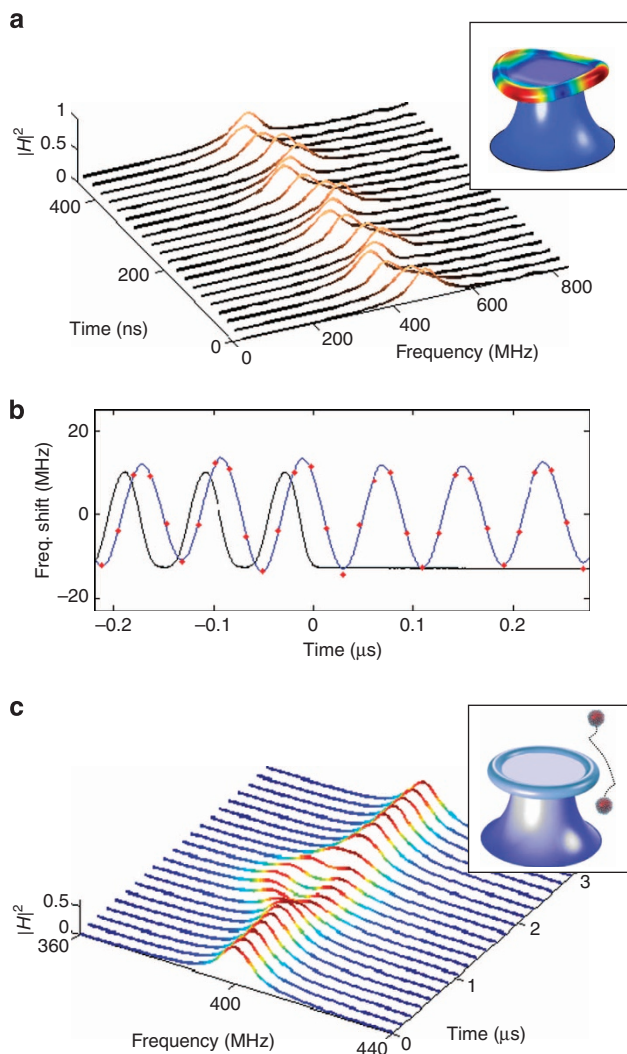 a
1
0.5
0
|H|²
400
200
0
Time (ns)
0
200
400
600
800
Frequency (MHz)
b
20
0
−20
Freq. shift (MHz)
−0.2
−0.1
0
0.1
0.2
Time (μs)
c
0.5
0
|H|²
360
400
440
Frequency (MHz)
0
1
2
3
Time (μs)